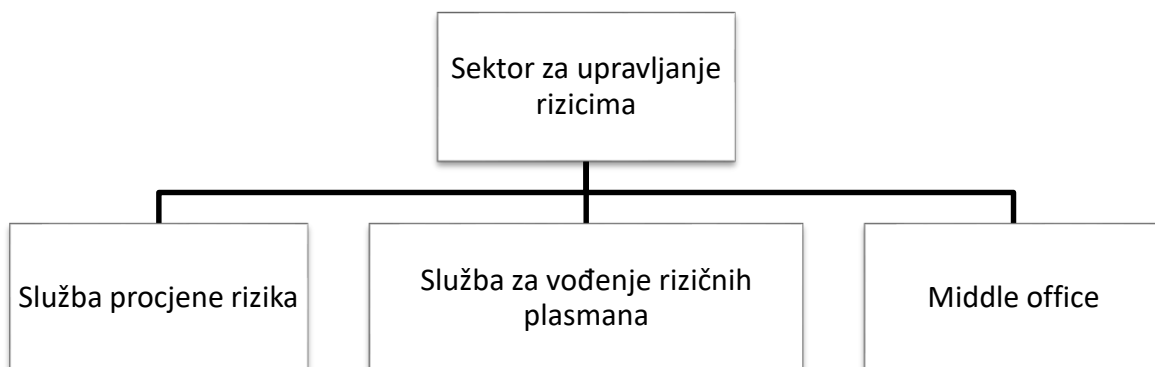 Sektor za upravljanje
rizicima
Služba procjene rizika
Služba za vođenje rizičnih
plasmana
Middle office